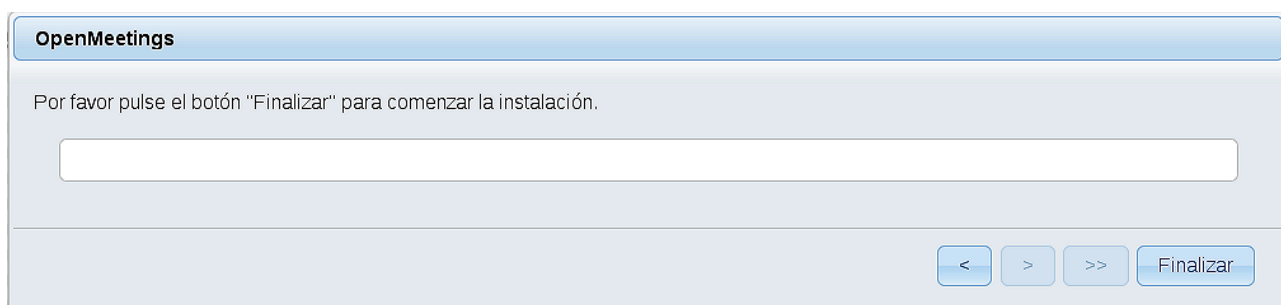 OpenMeetings
Por favor pulse el botón "Finalizar" para comenzar la instalación.
< > >> Finalizar